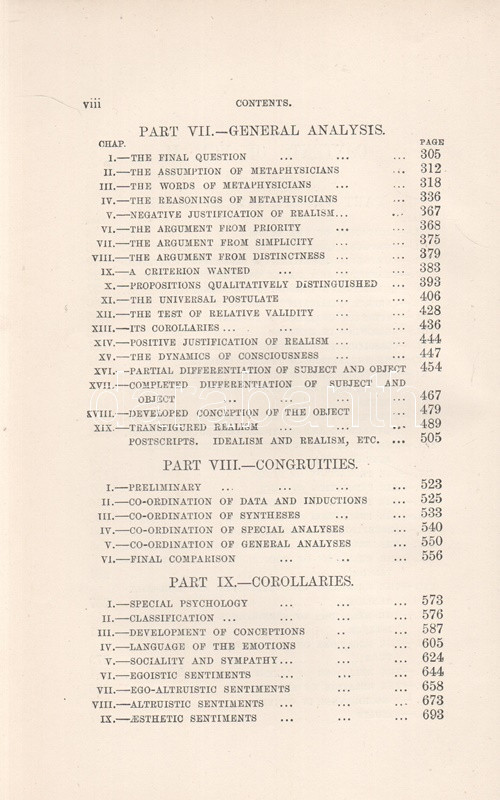 viii CONTENTS.
PART VII.—GENERAL ANALYSIS.
CHAP. PAGE
I.—THE FINAL QUESTION ... ... ... 305
II.—THE ASSUMPTION OF METAPHYSICIANS ... 312
III.—THE WORDS OF METAPHYSICIANS ... ... 318
IV.—THE REASONINGS OF METAPHYSICIANS ... 336
V.—NEGATIVE JUSTIFICATION OF REALISM... ... 367
VI.—THE ARGUMENT FROM PRIORITY ... ... 368
VII.—THE ARGUMENT FROM SIMPLICITY ... ... 375
VIII.—THE ARGUMENT FROM DISTINCTNESS ... ... 379
IX.—A CRITERION WANTED ... ... ... 383
X.—PROPOSITIONS QUALITATIVELY DISTINGUISHED ... 393
XI.—THE UNIVERSAL POSTULATE ... ... 406
XII.—THE TEST OF RELATIVE VALIDITY ... ... 428
XIII.—ITS COROLLARIES ... ... ... 436
XIV.—POSITIVE JUSTIFICATION OF REALISM ... ... 444
XV.—THE DYNAMICS OF CONSCIOUSNESS ... ... 447
XVI.—PARTIAL DIFFERENTIATION OF SUBJECT AND OBJECT 454
XVII.—COMPLETED DIFFERENTIATION OF SUBJECT AND
OBJECT ... ... ... ... 467
XVIII.—DEVELOPED CONCEPTION OF THE OBJECT ... 479
XIX.—TRANSFIGURED REALISM ... ... ... 489
POSTSCRIPTS. IDEALISM AND REALISM, ETC. ... 505
PART VIII.—CONGRUITIES.
I.—PRELIMINARY ... ... ... ... 523
II.—CO-ORDINATION OF DATA AND INDUCTIONS ... 525
III.—CO-ORDINATION OF SYNTHESES ... ... 533
IV.—CO-ORDINATION OF SPECIAL ANALYSES ... 540
V.—CO-ORDINATION OF GENERAL ANALYSES ... 550
VI.—FINAL COMPARISON ... .. ... 556
PART IX.—COROLLARIES.
I.—SPECIAL PSYCHOLOGY ... ... ... 573
II.—CLASSIFICATION ... ... ... ... 576
III.—DEVELOPMENT OF CONCEPTIONS .. ... 587
IV.—LANGUAGE OF THE EMOTIONS ... ... 605
V.—SOCIALITY AND SYMPATHY... ... ... 624
VI.—EGOISTIC SENTIMENTS ... ... ... 644
VII.—EGO-ALTRUISTIC SENTIMENTS ... ... 658
VIII.—ALTRUISTIC SENTIMENTS ... ... ... 673
IX.—ÆSTHETIC SENTIMENTS ... ... ... 693